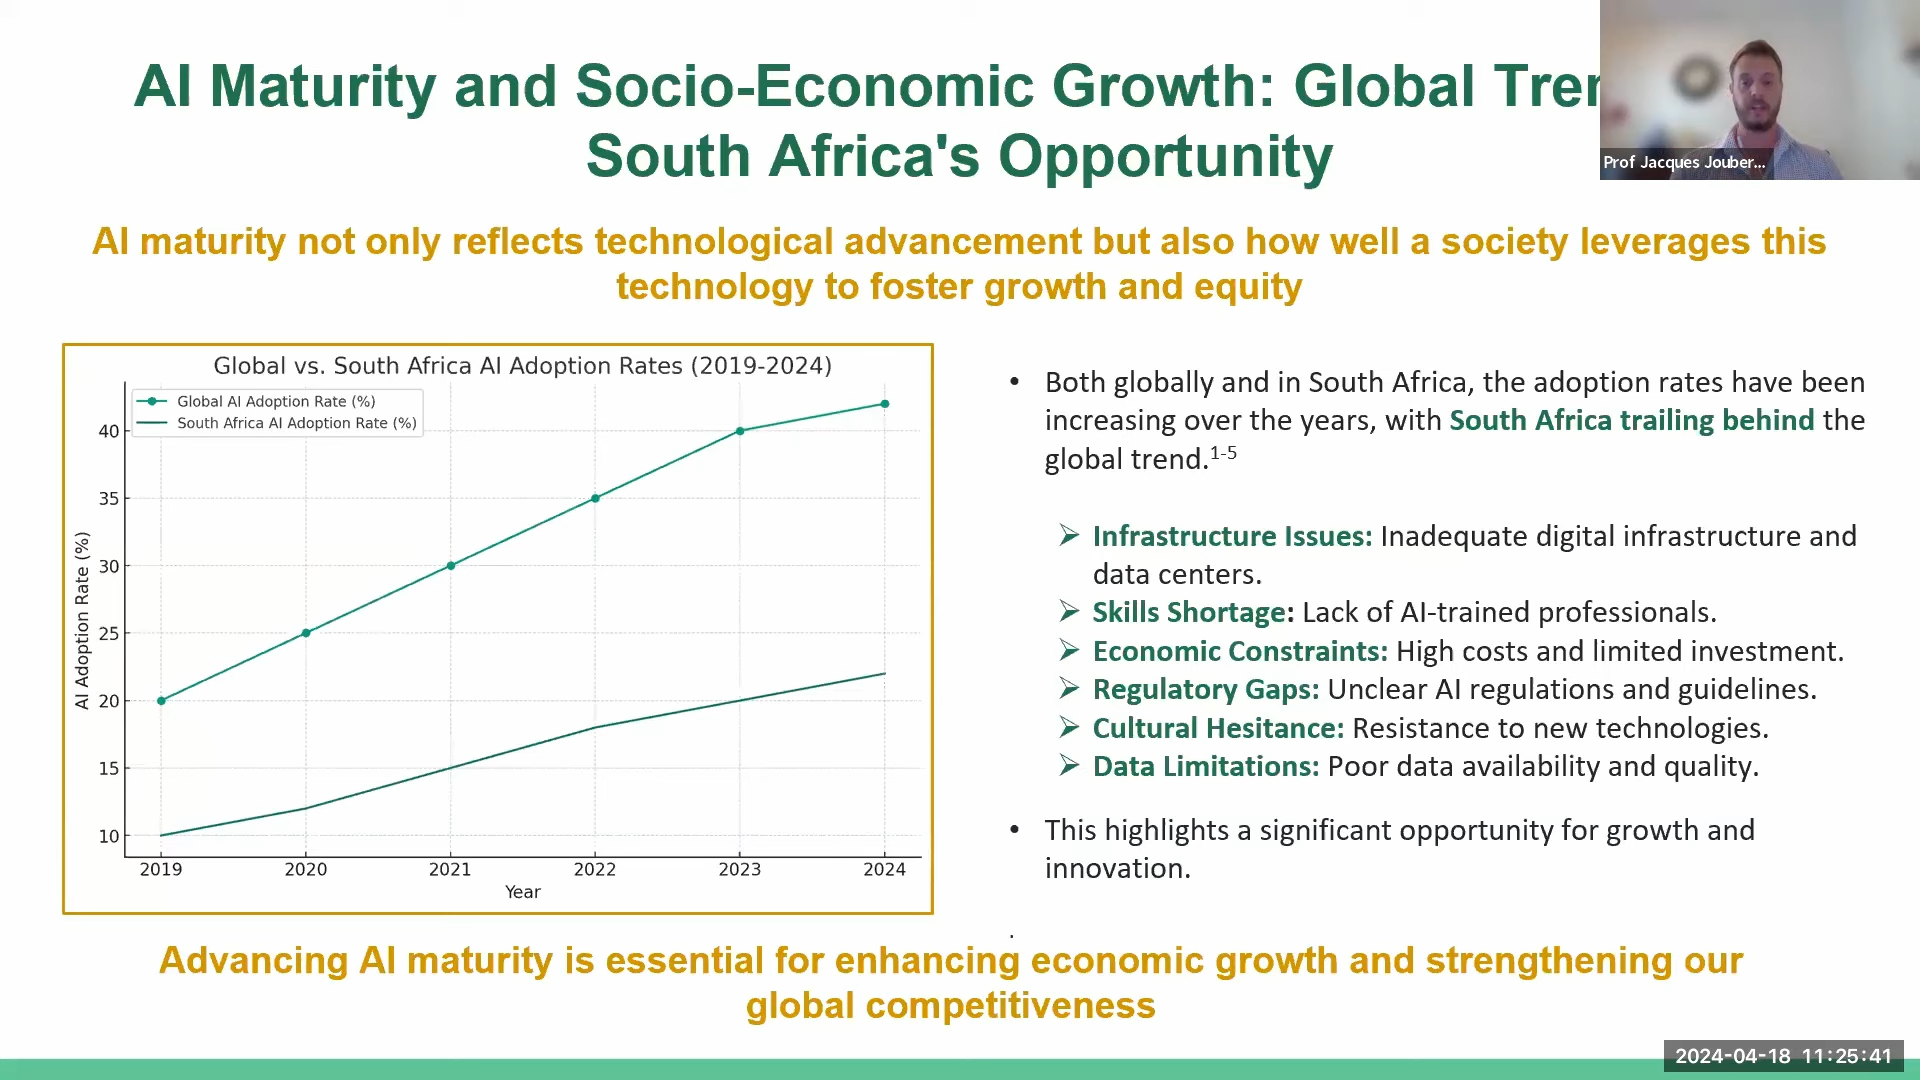 AI Maturity and Socio-Economic Growth: Global
South Africa's Opportunity
Prof Jacques Jouber...
AI maturity not only reflects technological advancement but also how well a society leverages this
technology to foster growth and equity
Global vs. South Africa AI Adoption Rates (2019-2024)
Global AI Adoption Rate (%)
South Africa AI Adoption Rate (%)
AI Adoption Rate (%)
40
35
30
25
20
15
10
2019 2020 2021 2022 2023 2024
Year
• Both globally and in South Africa, the adoption rates have been
increasing over the years, with South Africa trailing behind the
global trend.1-5
➢ Infrastructure Issues: Inadequate digital infrastructure and
data centers.
➢ Skills Shortage: Lack of AI-trained professionals.
➢ Economic Constraints: High costs and limited investment.
➢ Regulatory Gaps: Unclear AI regulations and guidelines.
➢ Cultural Hesitance: Resistance to new technologies.
➢ Data Limitations: Poor data availability and quality.
• This highlights a significant opportunity for growth and
innovation.
.
Advancing AI maturity is essential for enhancing economic growth and strengthening our
global competitiveness
2024-04-18 11:25:41